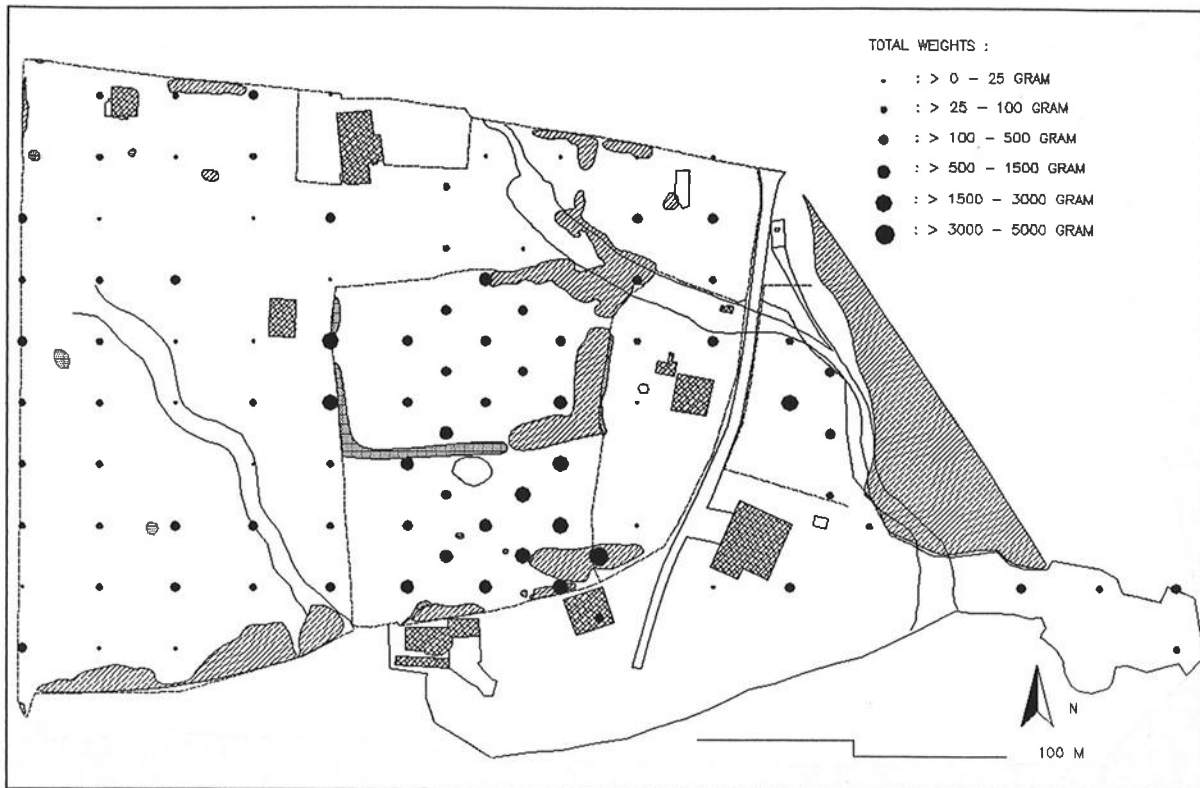 TOTAL WEIGHTS :
: > 0 – 25 GRAM
: > 25 – 100 GRAM
: > 100 – 500 GRAM
: > 500 – 1500 GRAM
: > 1500 – 3000 GRAM
: > 3000 – 5000 GRAM
N
100 M